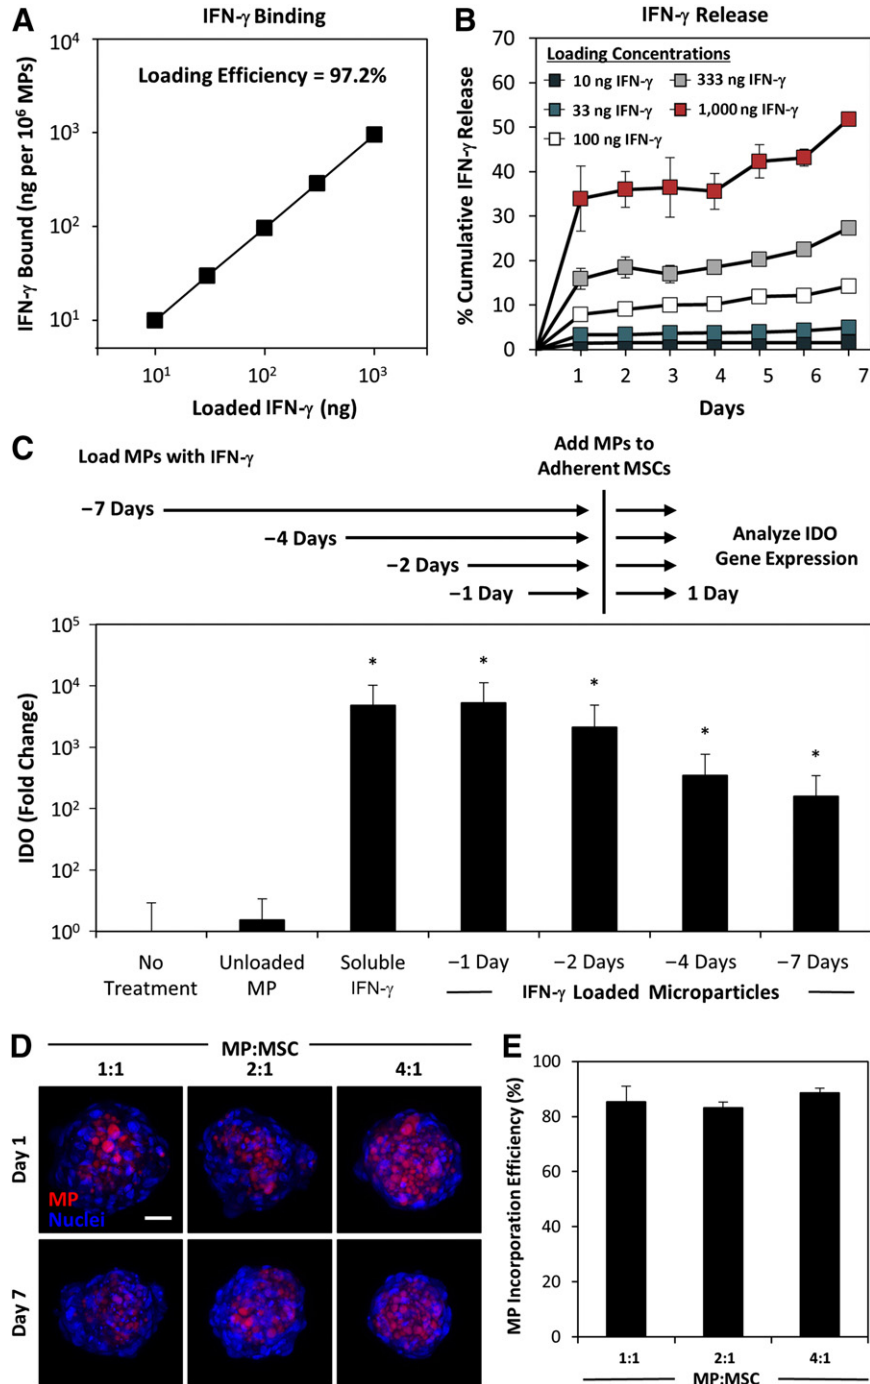 A
IFN-γ Binding
Loading Efficiency = 97.2%
IFN-γ Bound (ng per 10⁶ MPs)
10⁴
10³
10²
10¹
10¹ 10² 10³
Loaded IFN-γ (ng)
B
IFN-γ Release
Loading Concentrations
10 ng IFN-γ
33 ng IFN-γ
100 ng IFN-γ
333 ng IFN-γ
1,000 ng IFN-γ
% Cumulative IFN-γ Release
70
60
50
40
30
20
10
0
1 2 3 4 5 6 7
Days
C
Load MPs with IFN-γ
Add MPs to
Adherent MSCs
−7 Days
−4 Days
−2 Days
−1 Day
1 Day
Analyze IDO
Gene Expression
IDO (Fold Change)
10⁵
10⁴
10³
10²
10²
10⁰
* * * * *
No
Treatment
Unloaded
MP
Soluble
IFN-γ
−1 Day
−2 Days
−4 Days
−7 Days
IFN-γ Loaded Microparticles
D
MP:MSC
1:1 2:1 4:1
Day 1
MP
Nuclei
Day 7
E
MP Incorporation Efficiency (%)
100
80
60
40
20
0
1:1 2:1 4:1
MP:MSC